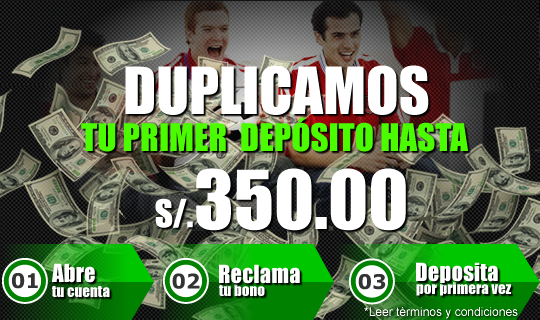 DUPLICAMOS
TU PRIMER DEPÓSITO HASTA
S/.350.00
01 Abre
tu cuenta
02 Reclama
tu bono
03 Deposita
por primera vez
*Leer términos y condiciones